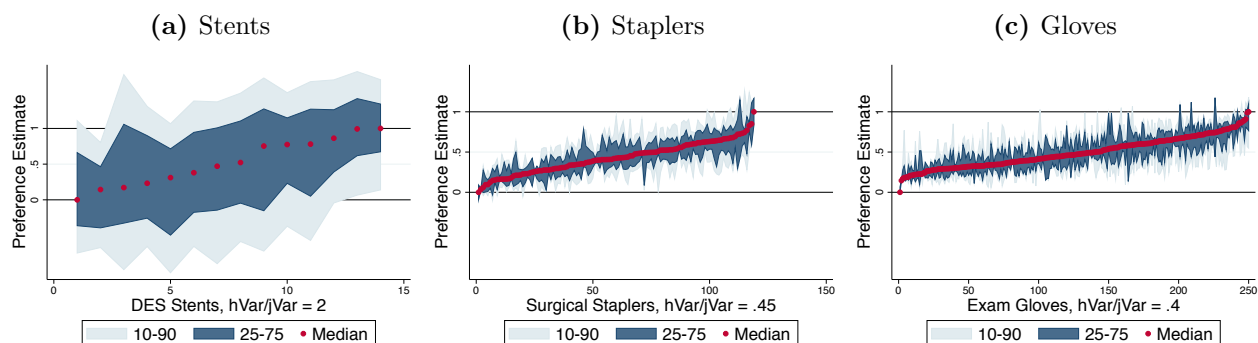 (a) Stents
Preference Estimate
1
.5
0
0 5 10 15
DES Stents, hVar/jVar = 2
10-90 25-75 Median
(b) Staplers
Preference Estimate
1
.5
0
0 50 100 150
Surgical Staplers, hVar/jVar = .45
10-90 25-75 Median
(c) Gloves
Preference Estimate
1
.5
0
0 50 100 150 200 250
Exam Gloves, hVar/jVar = .4
10-90 25-75 Median